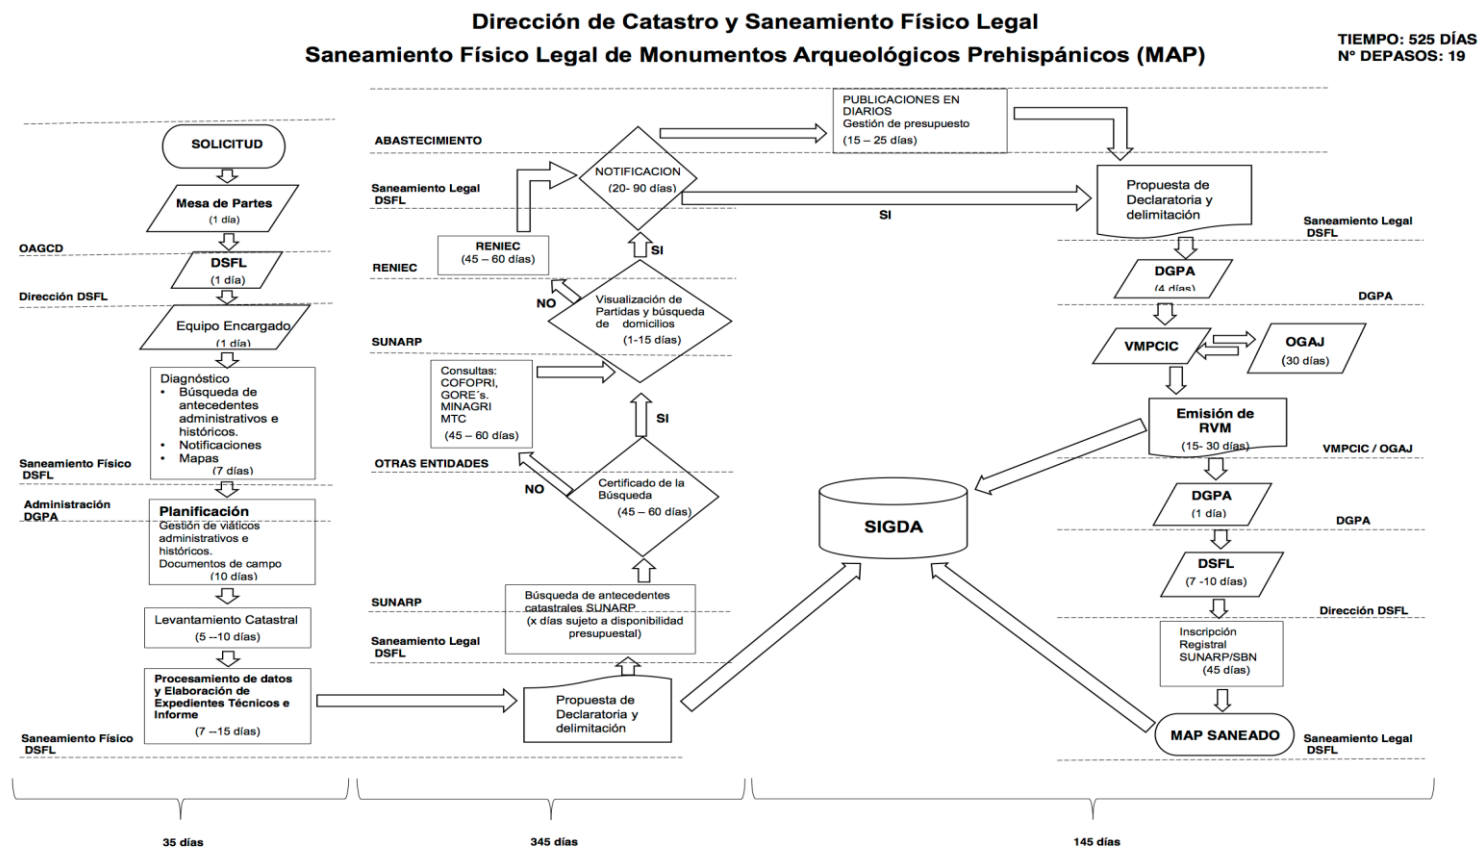 Dirección de Catastro y Saneamiento Físico Legal
Saneamiento Físico Legal de Monumentos Arqueológicos Prehispánicos (MAP)
TIEMPO: 525 DÍAS
Nº DEPASOS: 19
SOLICITUD
Mesa de Partes
(1 día)
OAGCD
DSFL
(1 día)
Dirección DSFL
Equipo Encargado
(1 día)
Diagnóstico
• Búsqueda de
antecedentes
administrativos e
históricos.
• Notificaciones
• Mapas
(7 días)
Saneamiento Físico
DSFL
Administración
DGPA
Planificación
Gestión de viáticos
administrativos e
históricos.
Documentos de campo
(10 días)
Levantamiento Catastral
(5 --10 días)
Procesamiento de datos
y Elaboración de
Expedientes Técnicos e
Informe
(7 --15 días)
Saneamiento Físico
DSFL
35 días
ABASTECIMIENTO
NOTIFICACION
(20- 90 días)
Saneamiento Legal
DSFL
RENIEC
(45 – 60 días)
RENIEC
SI
NO
Visualización de
Partidas y búsqueda
de domicilios
(1-15 días)
SUNARP
Consultas:
COFOPRI,
GORE´s.
MINAGRI
MTC
(45 – 60 días)
SI
OTRAS ENTIDADES
NO
Certificado de la
Búsqueda
(45 – 60 días)
SUNARP
Búsqueda de antecedentes
catastrales SUNARP
(x días sujeto a disponibilidad
presupuestal)
Saneamiento Legal
DSFL
Propuesta de
Declaratoria y
delimitación
345 días
PUBLICACIONES EN
DIARIOS
Gestión de presupuesto
(15 – 25 días)
SI
Propuesta de
Declaratoria y
delimitación
Saneamiento Legal
DSFL
DGPA
(4 días)
DGPA
VMPCIC
OGAJ
(30 días)
Emisión de
RVM
(15- 30 días)
VMPCIC / OGAJ
SIGDA
DGPA
(1 día)
DGPA
DSFL
(7 -10 días)
Dirección DSFL
Inscripción
Registral
SUNARP/SBN
(45 días)
MAP SANEADO
Saneamiento Legal
DSFL
145 días